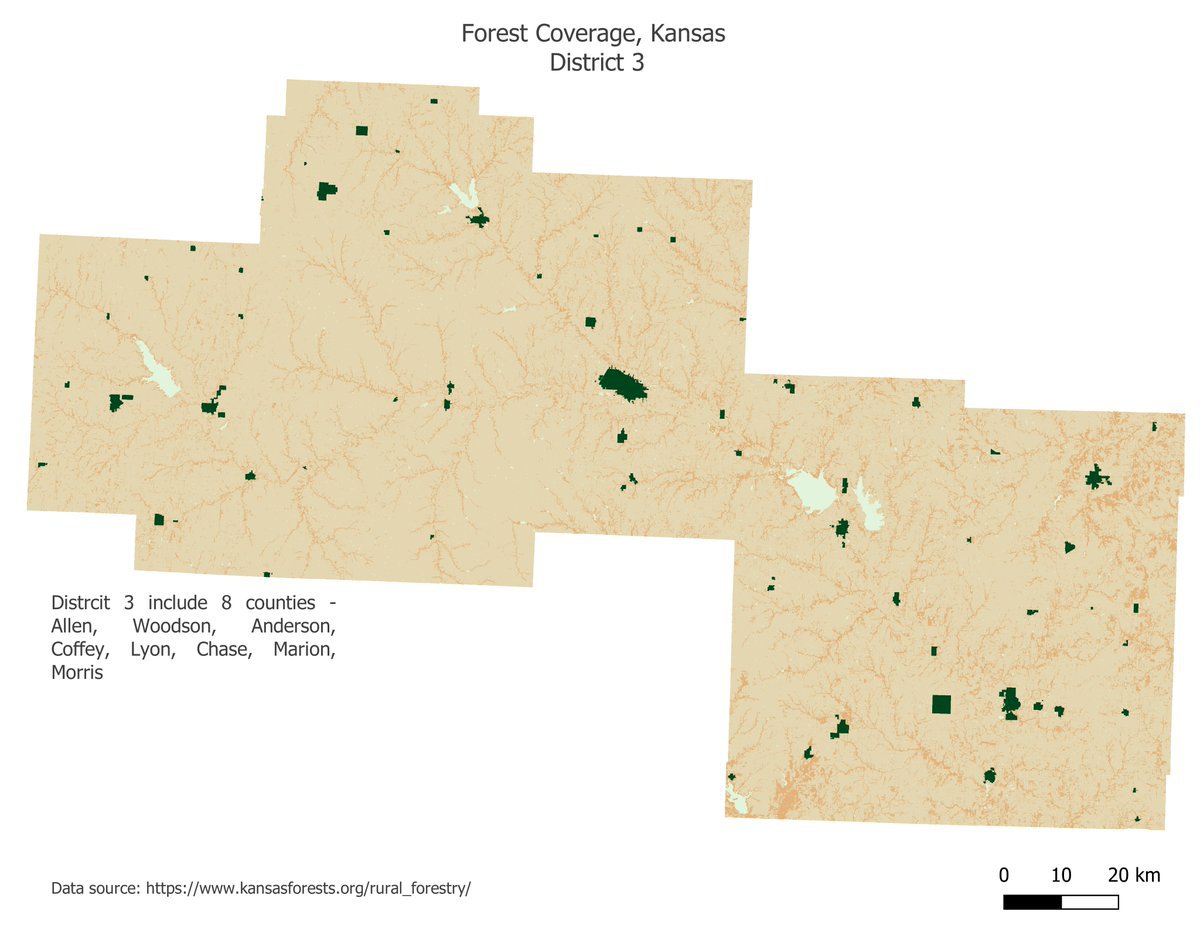 Forest Coverage, Kansas
District 3
Distrcit 3 include 8 counties -
Allen, Woodson, Anderson,
Coffey, Lyon, Chase, Marion,
Morris
Data source: https://www.kansasforests.org/rural_forestry/
0 10 20 km